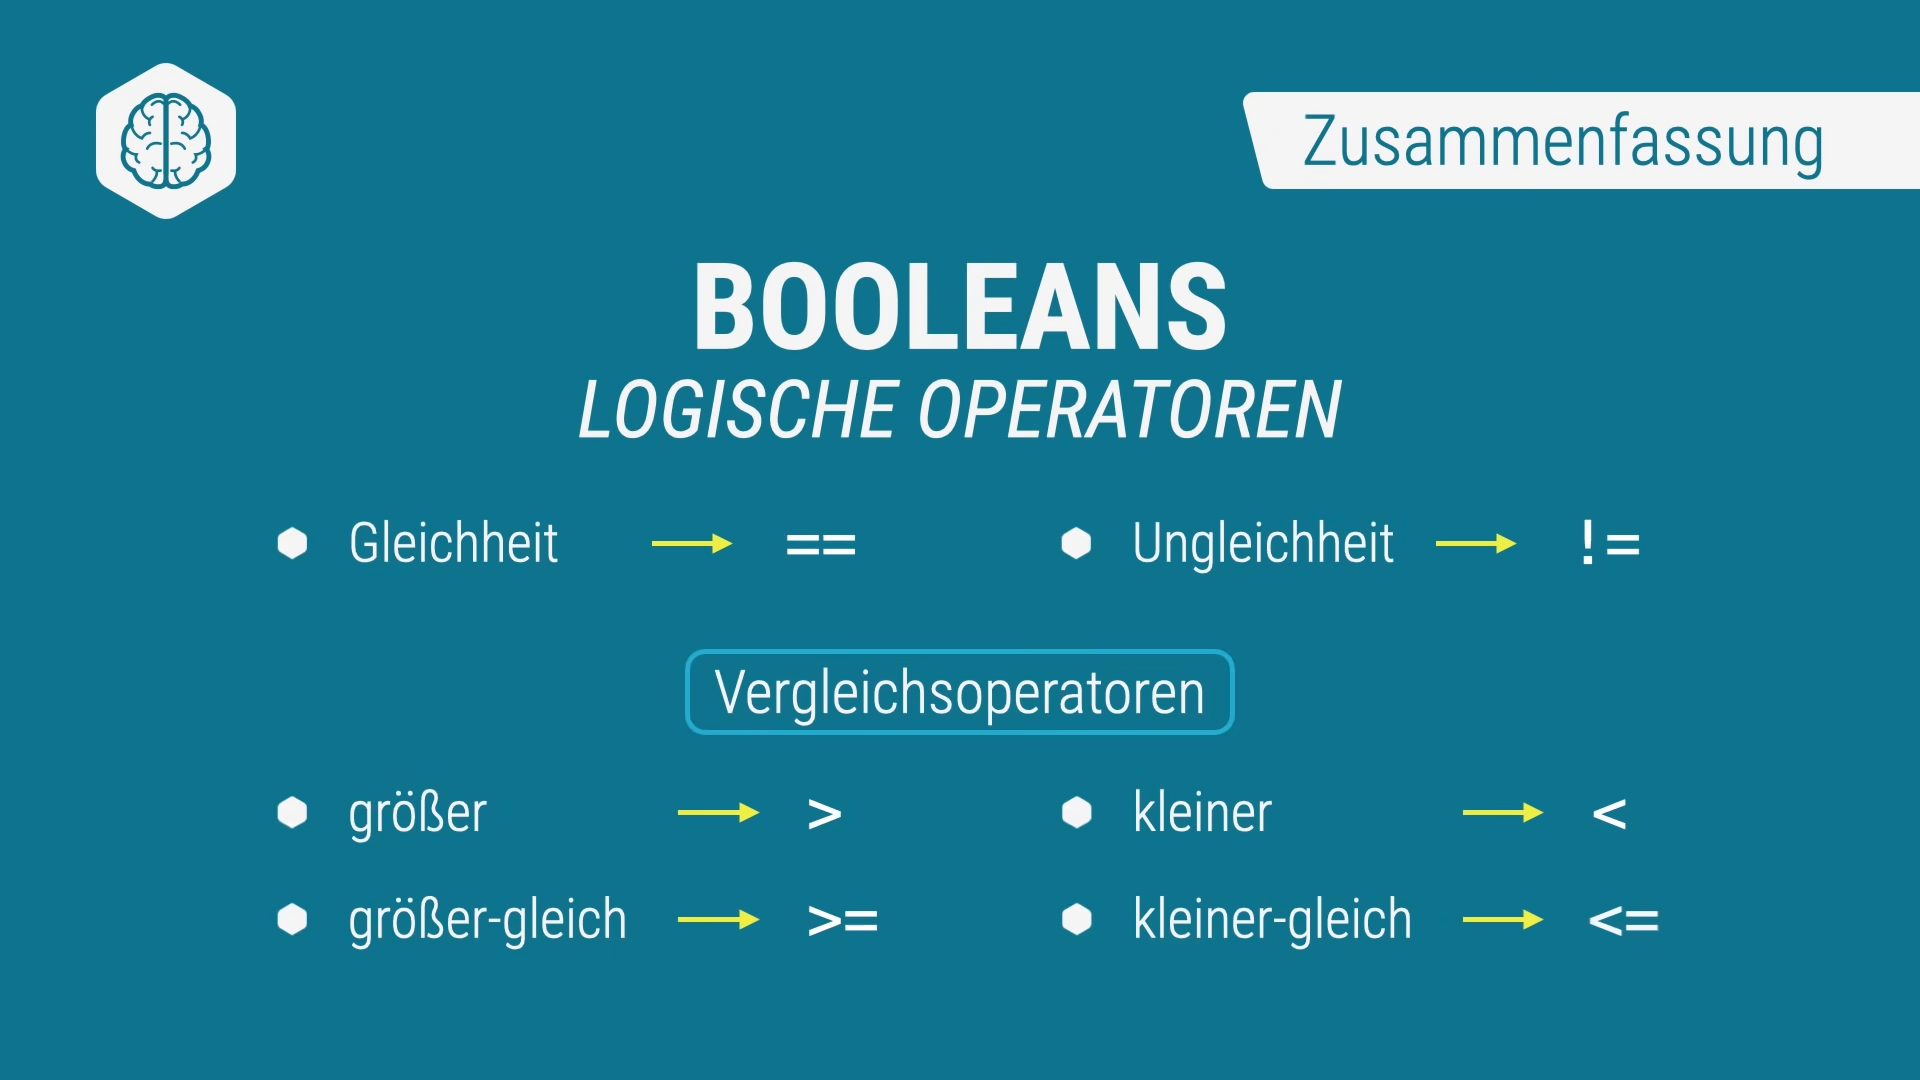 Zusammenfassung
BOOLEANS
LOGISCHE OPERATOREN
Gleichheit ==
Ungleichheit !=
Vergleichsoperatoren
größer >
kleiner <
größer-gleich >=
kleiner-gleich <=